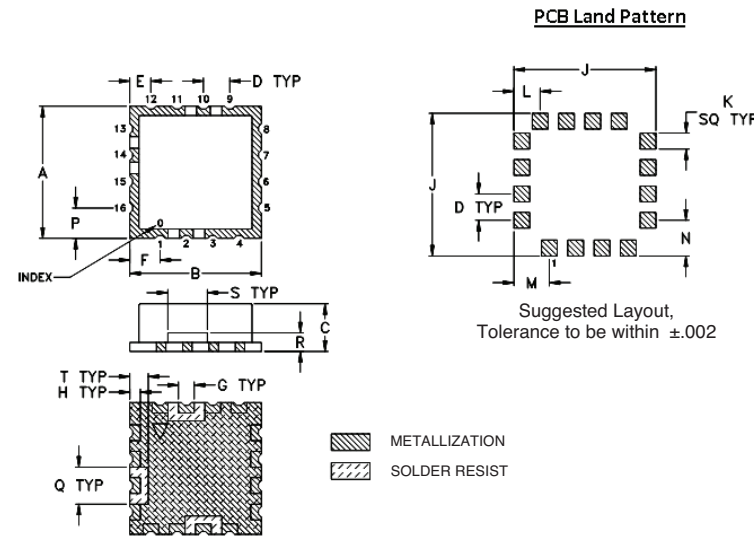 PCB Land Pattern
E
D TYP
12 11 10 9
13
14
15
16
8
7
6
5
A
P
0
1 2 3 4
F
B
INDEX
S TYP
C
R
T TYP
H TYP
G TYP
Q TYP
J
L
K
SQ TYP
J
D TYP
N
1
M
Suggested Layout,
Tolerance to be within ±.002
METALLIZATION
SOLDER RESIST